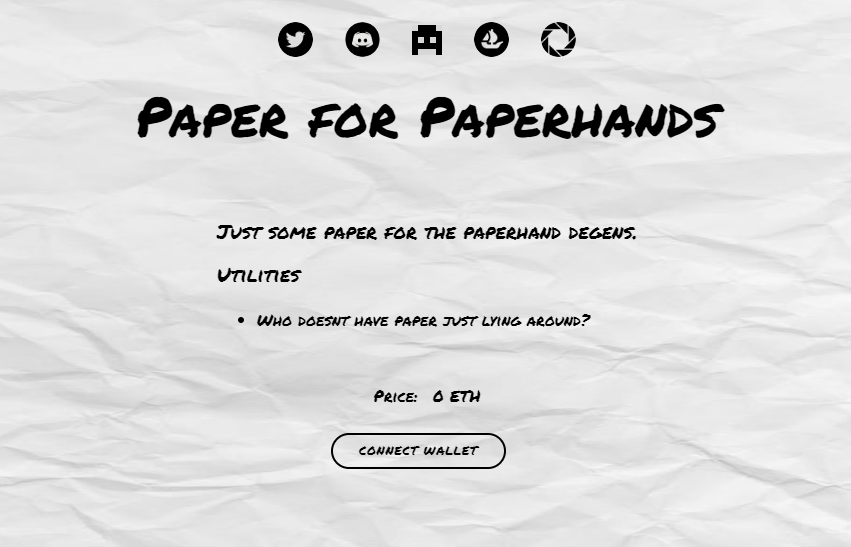 Paper for Paperhands
Just some paper for the paperhand degens.
Utilities
• Who doesnt have paper just lying around?
Price: 0 ETH
CONNECT WALLET